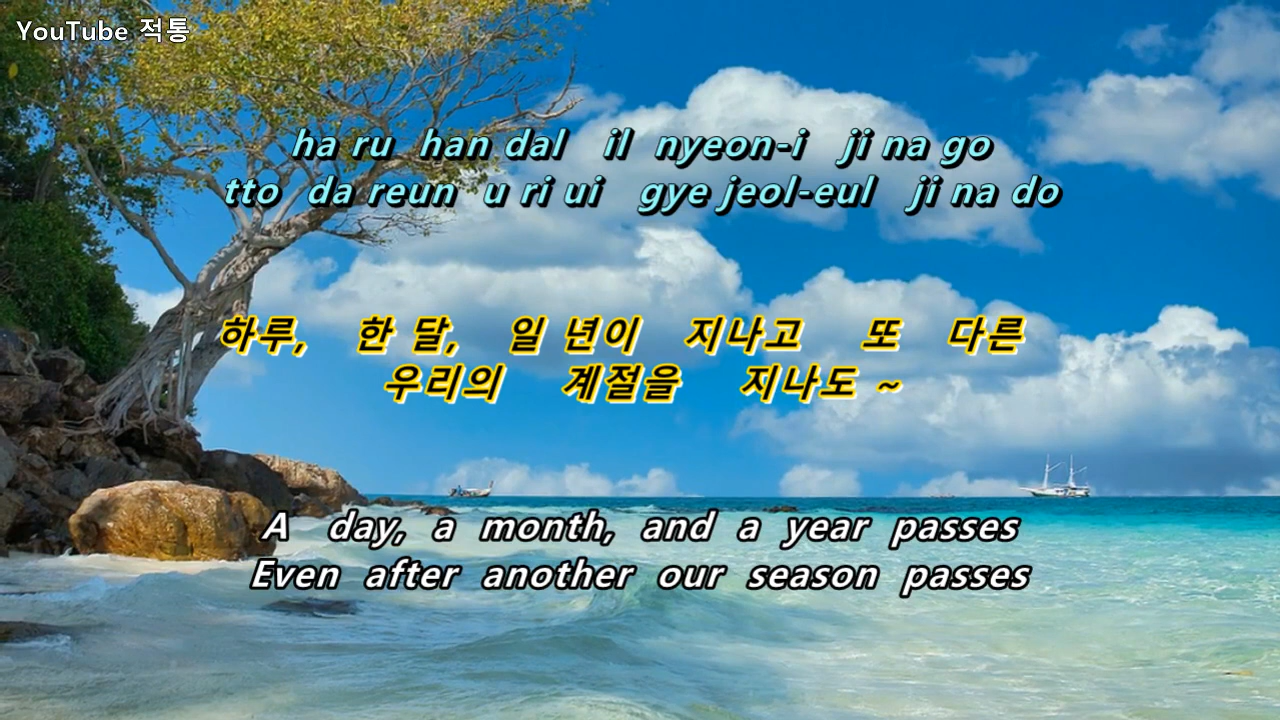 YouTube 적통
ha ru han dal il nyeon-i ji na go
tto da reun u ri ui gye jeol-eul ji na do
하루, 한 달, 일 년이 지나고 또 다른
우리의 계절을 지나도 ~
A day, a month, and a year passes
Even after another our season passes